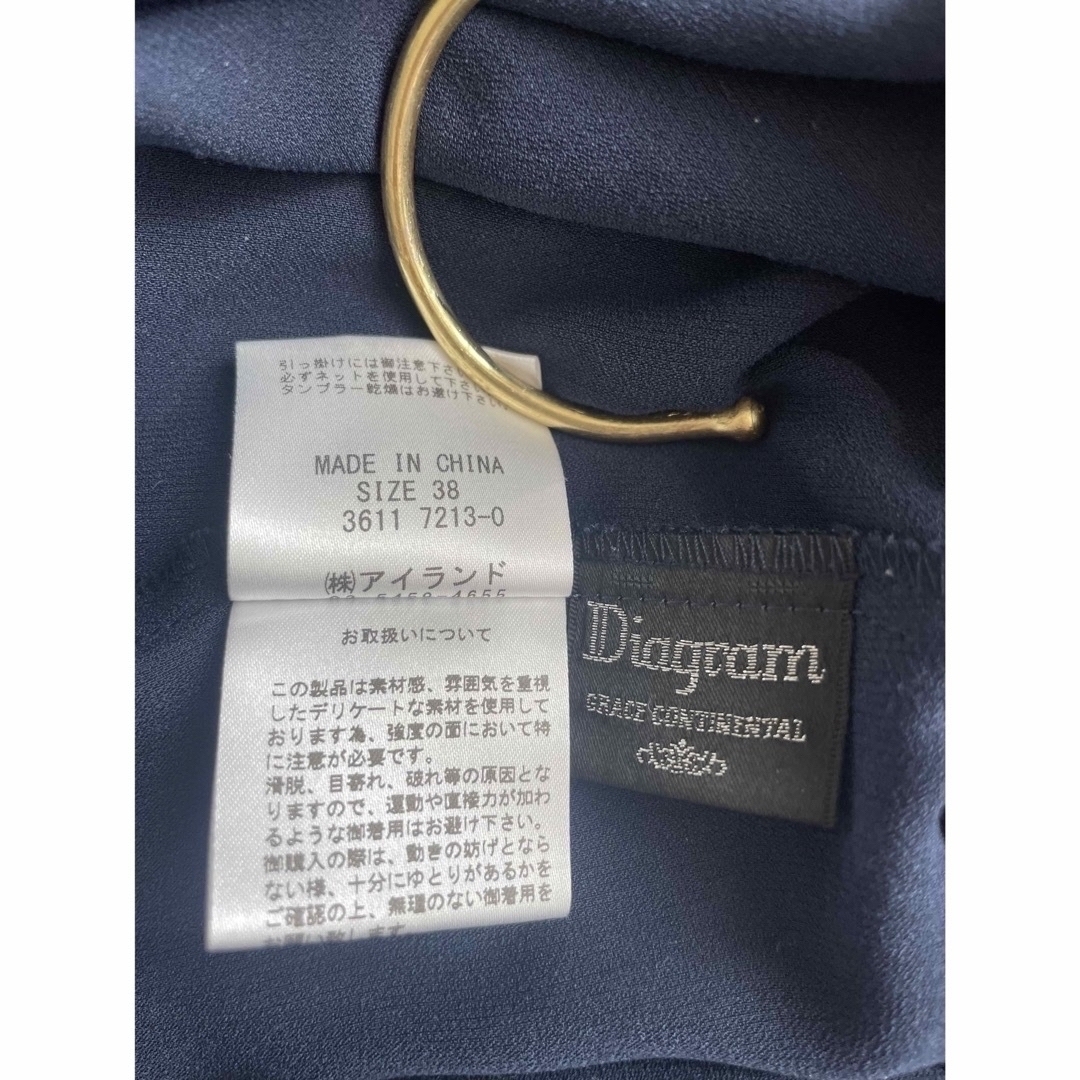 引っ掛けには御注意下さ
必ずネットを使用して下さ
タンブラー乾燥はお避け下さい
MADE IN CHINA
SIZE 38
3611 7213-0
㈱アイランド
お取扱いについて
この製品は素材感、雰囲気を重視
したデリケートな素材を使用して
おります為、強度の面において特
に注意が必要です。
滑脱、目寄れ、破れ等の原因とな
りますので、運動や直接力が加わ
るような御着用はお避け下さい。
御購入の際は、動きの妨げとなら
ない様、十分にゆとりがあるかを
ご確認の上、無理のない御着用を
お願い致します
Diagram
GRACE CONTINENTAL